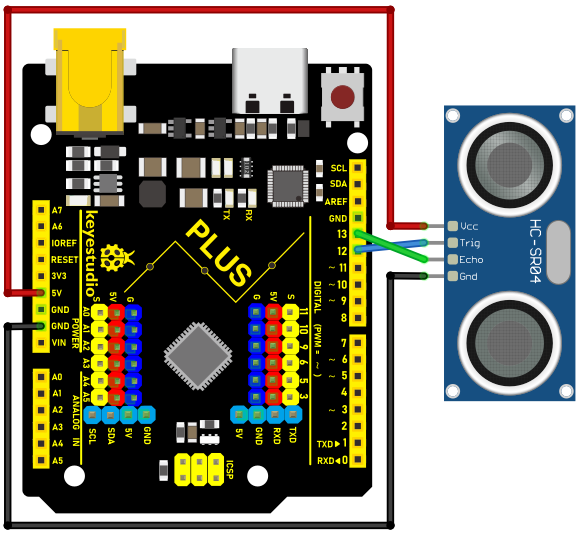 SCL
SDA
AREF
GND
13
12
~ 11
~ 10
~ 9
8
7
~ 6
~ 5
4
~ 3
2
TXD▶1
RXD◀0
DIGITAL (PWM = ~)
A7
A6
IOREF
RESET
3V3
5V
GND
GND
VIN
POWER
A0
A1
A2
A3
A4
A5
ANALOG IN
keyestudio
PLUS
TX
RX
S 5V G
A0
A1
A2
A3
A4
A5
SCL SDA 5V GND
G 5V S
11
10
9
6
5
3
5V GND RXD TXD
ICSP
Vcc
Trig
Echo
Gnd
HC-SR04